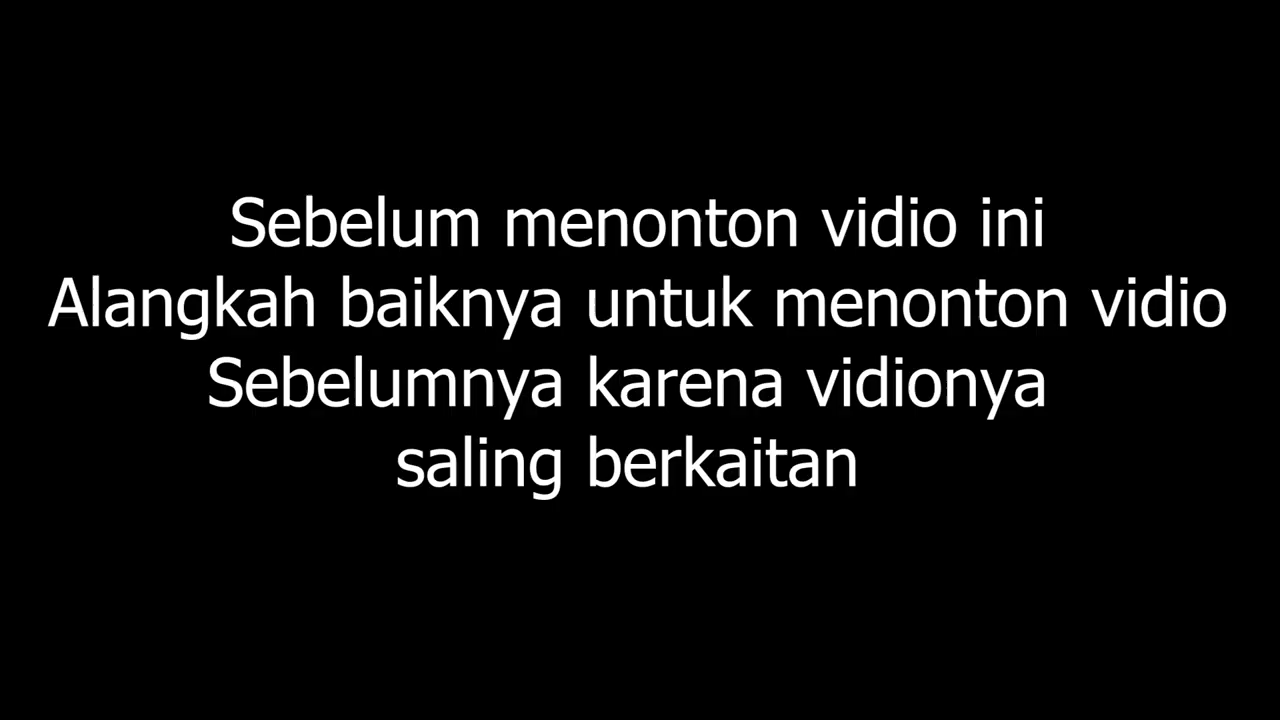 Sebelum menonton vidio ini
Alangkah baiknya untuk menonton vidio
Sebelumnya karena vidionya
saling berkaitan